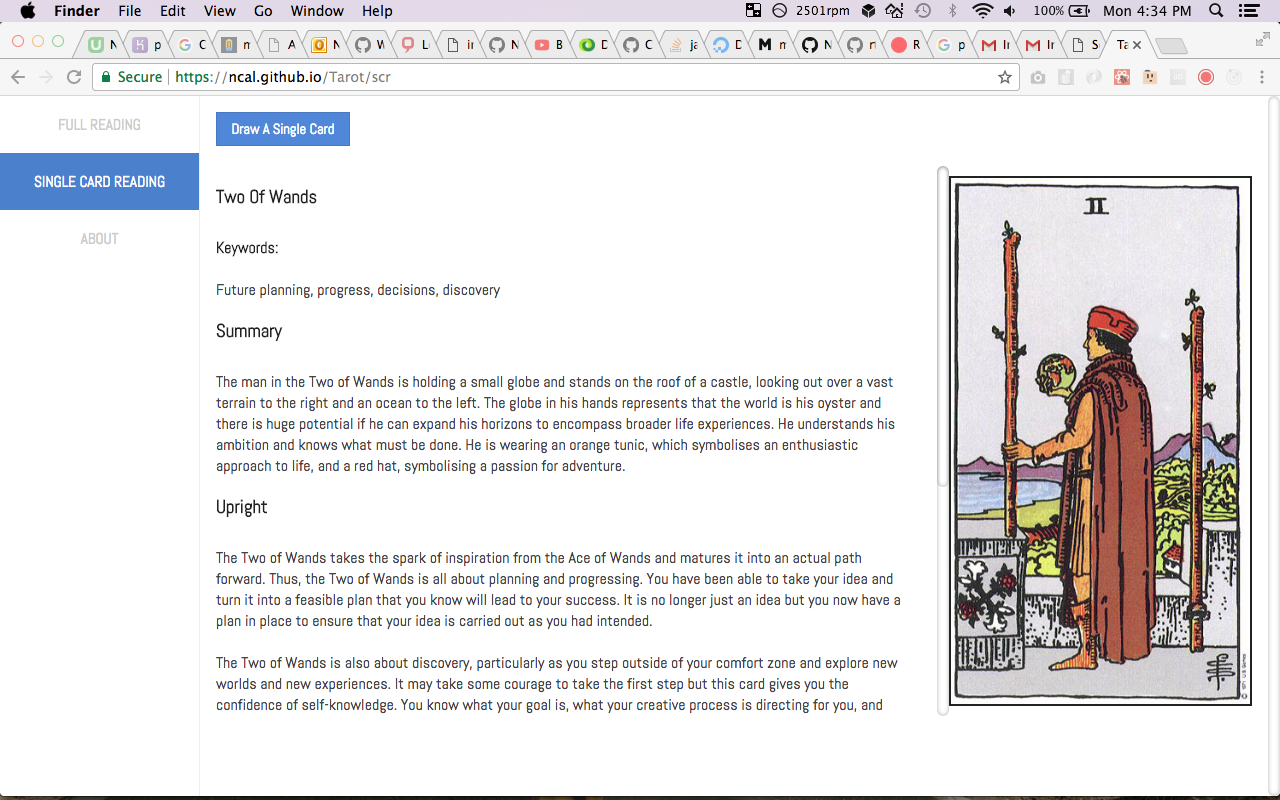 Finder File Edit View Go Window Help 2501rpm 100% Mon 4:34 PM
Secure https://ncal.github.io/Tarot/scr
FULL READING
SINGLE CARD READING
ABOUT
Draw A Single Card
Two Of Wands
Keywords:
Future planning, progress, decisions, discovery
Summary
The man in the Two of Wands is holding a small globe and stands on the roof of a castle, looking out over a vast
terrain to the right and an ocean to the left. The globe in his hands represents that the world is his oyster and
there is huge potential if he can expand his horizons to encompass broader life experiences. He understands his
ambition and knows what must be done. He is wearing an orange tunic, which symbolises an enthusiastic
approach to life, and a red hat, symbolising a passion for adventure.
Upright
The Two of Wands takes the spark of inspiration from the Ace of Wands and matures it into an actual path
forward. Thus, the Two of Wands is all about planning and progressing. You have been able to take your idea and
turn it into a feasible plan that you know will lead to your success. It is no longer just an idea but you now have a
plan in place to ensure that your idea is carried out as you had intended.
The Two of Wands is also about discovery, particularly as you step outside of your comfort zone and explore new
worlds and new experiences. It may take some courage to take the first step but this card gives you the
confidence of self-knowledge. You know what your goal is, what your creative process is directing for you, and
II